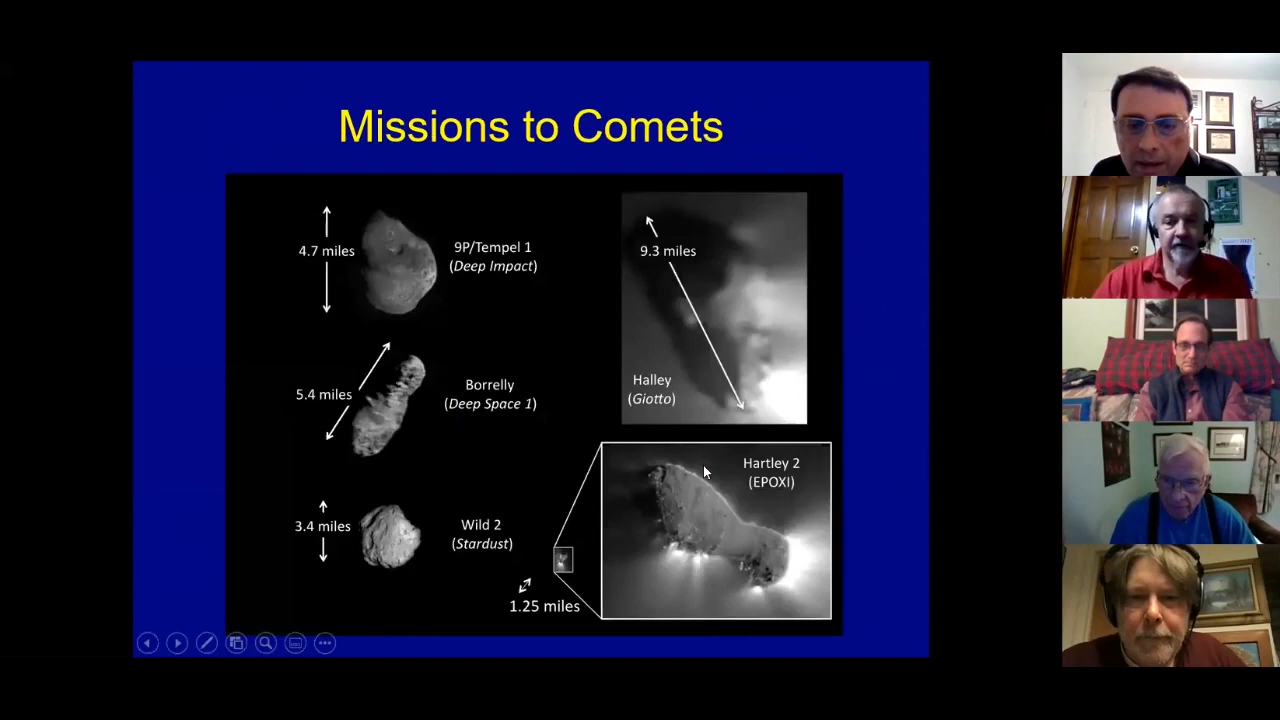 Missions to Comets
4.7 miles
9P/Tempel 1
(Deep Impact)
9.3 miles
Halley
(Giotto)
5.4 miles
Borrelly
(Deep Space 1)
Hartley 2
(EPOXI)
3.4 miles
Wild 2
(Stardust)
1.25 miles